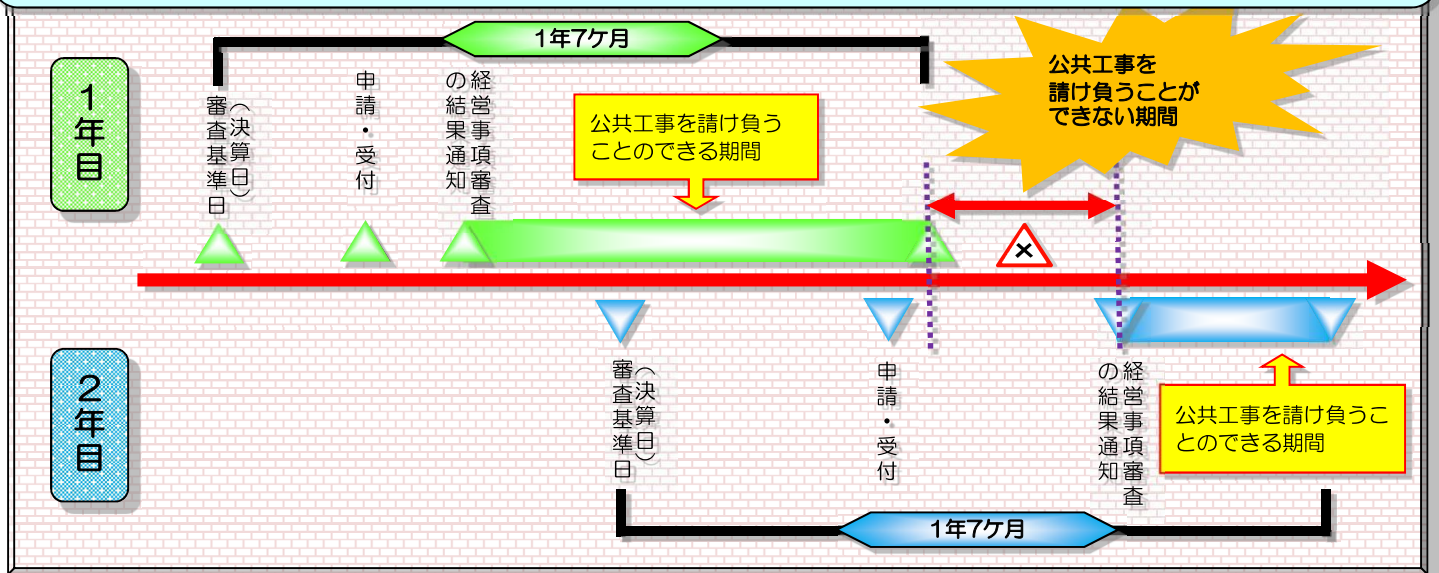 1年7ケ月
1年目
審査基準日
（決算日）
申請・受付
経営事項審査
の結果通知
公共工事を請け負う
ことのできる期間
公共工事を
請け負うことが
できない期間
×
2年目
審査基準日
（決算日）
申請・受付
経営事項審査
の結果通知
公共工事を請け負うこ
とのできる期間
1年7ケ月